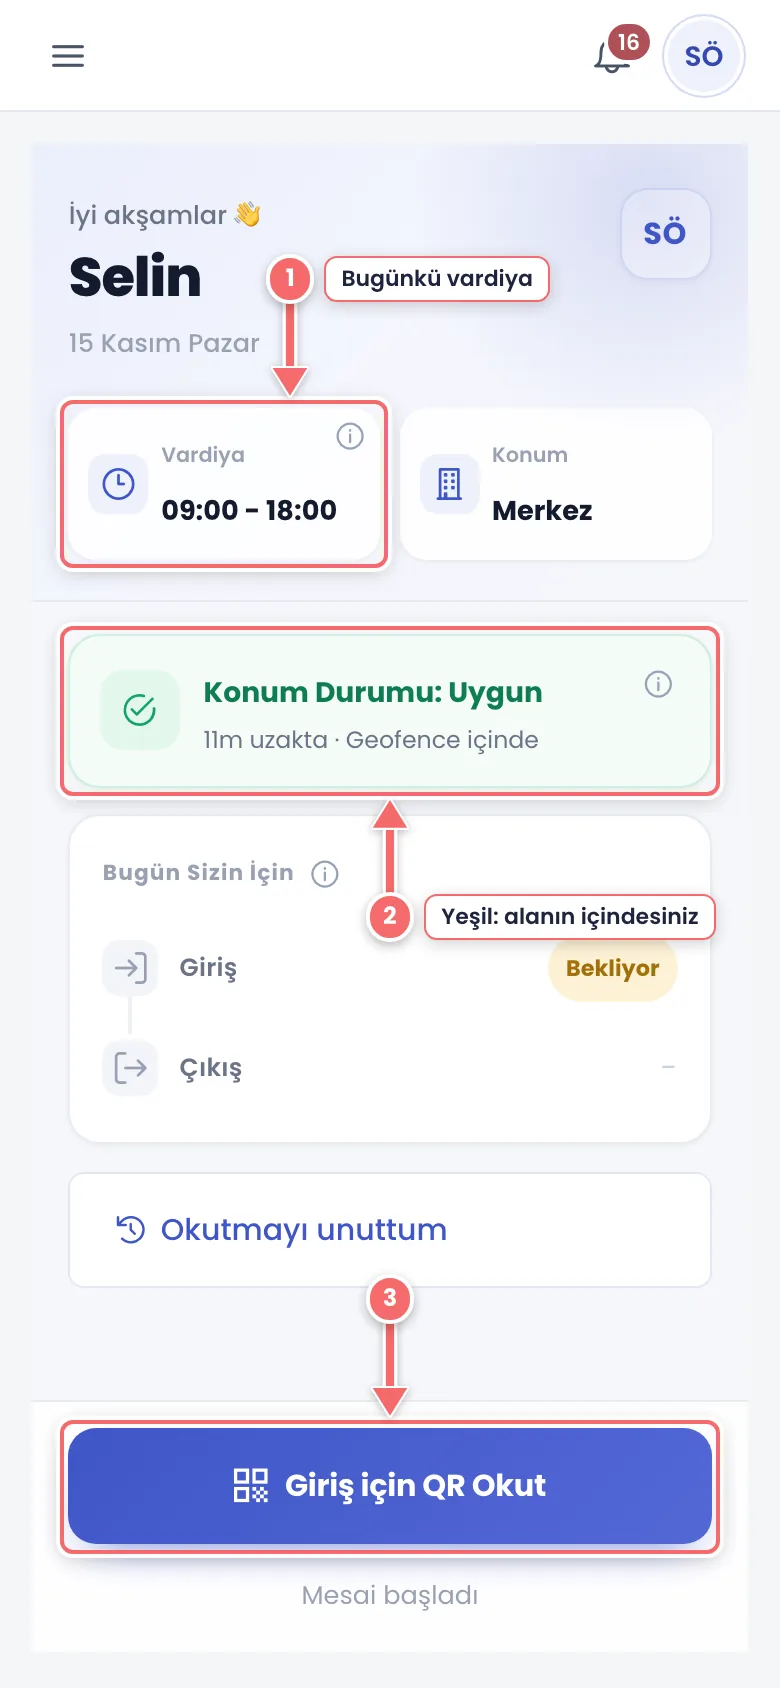 16
SÖ
İyi akşamlar 👋
SÖ
Selin
1
Bugünkü vardiya
15 Kasım Pazar
Vardiya
09:00 - 18:00
Konum
Merkez
Konum Durumu: Uygun
11m uzakta · Geofence içinde
Bugün Sizin İçin
2
Yeşil: alanın içindesiniz
Giriş
Bekliyor
Çıkış
–
Okutmayı unuttum
3
Giriş için QR Okut
Mesai başladı